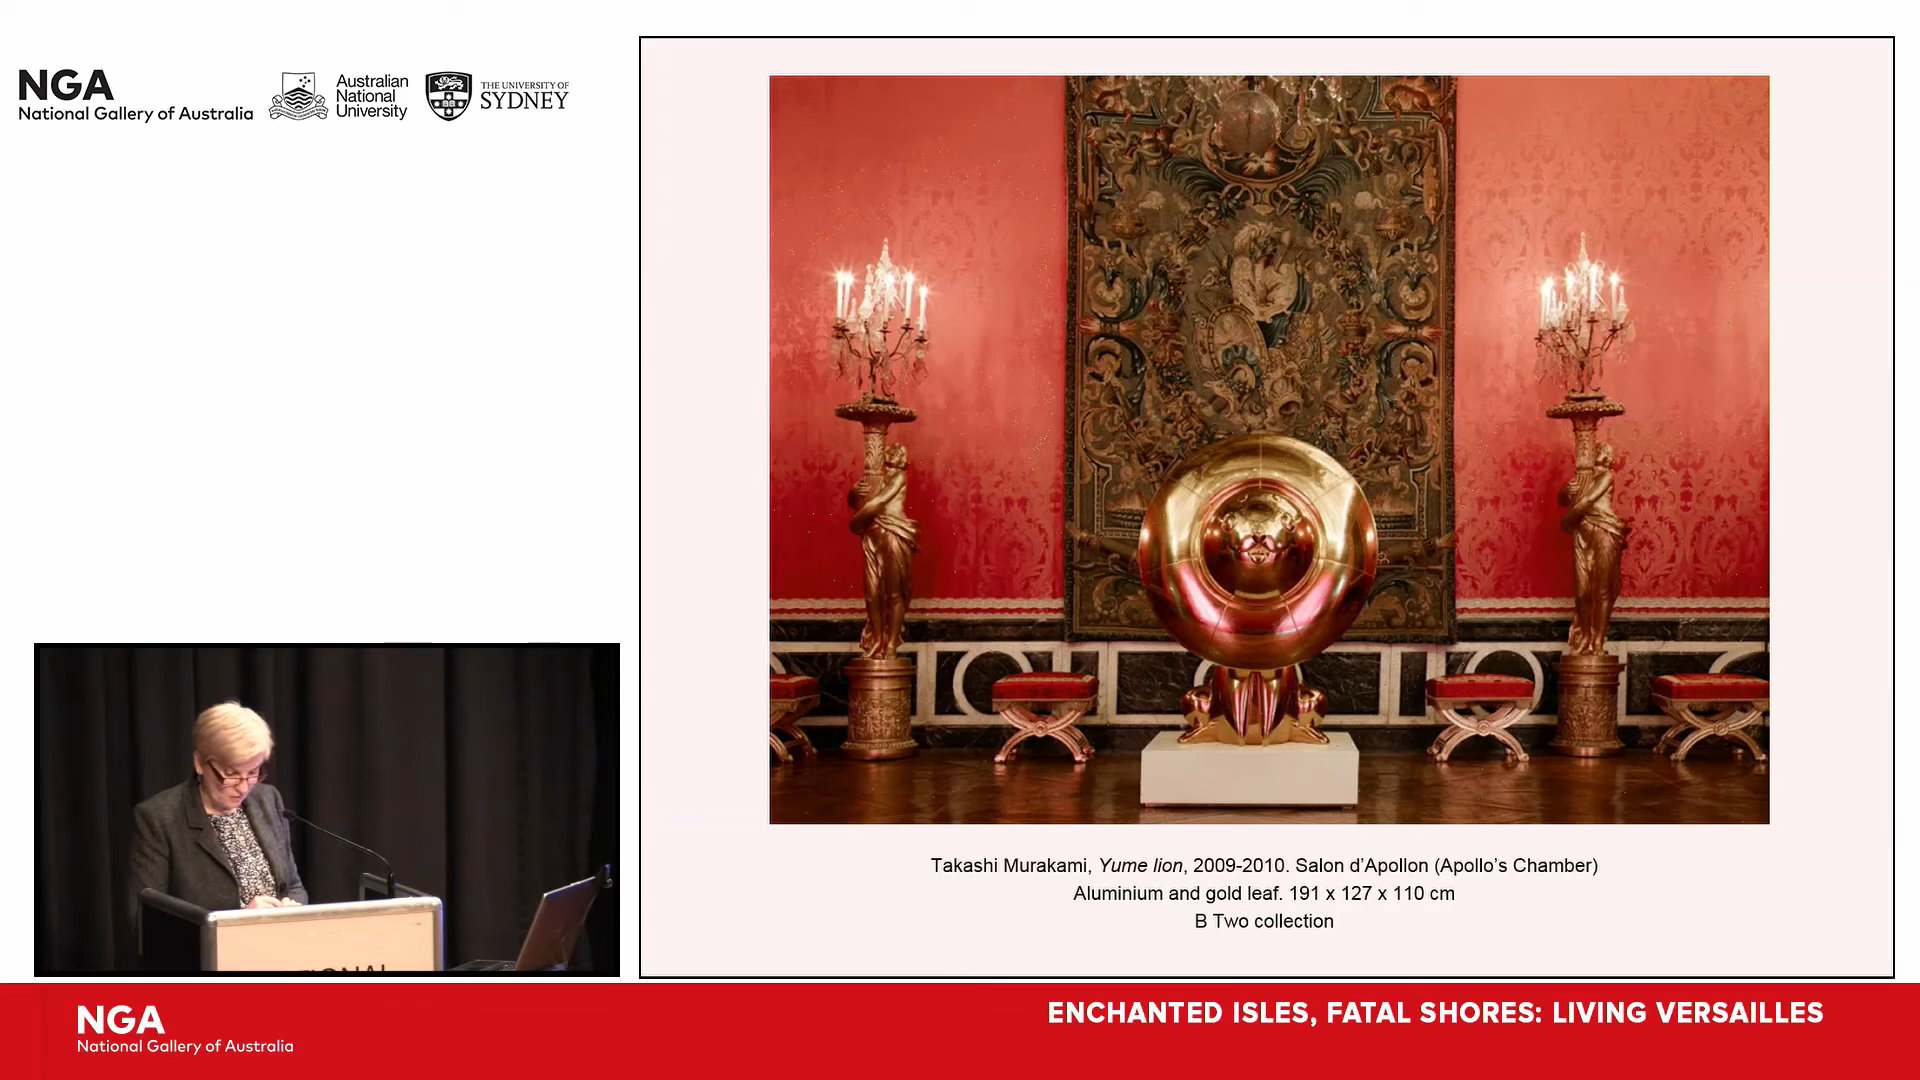 NGA
National Gallery of Australia
Australian
National
University
THE UNIVERSITY OF
SYDNEY
Takashi Murakami, Yume lion, 2009-2010. Salon d’Apollon (Apollo’s Chamber)
Aluminium and gold leaf. 191 x 127 x 110 cm
B Two collection
NGA
National Gallery of Australia
ENCHANTED ISLES, FATAL SHORES: LIVING VERSAILLES